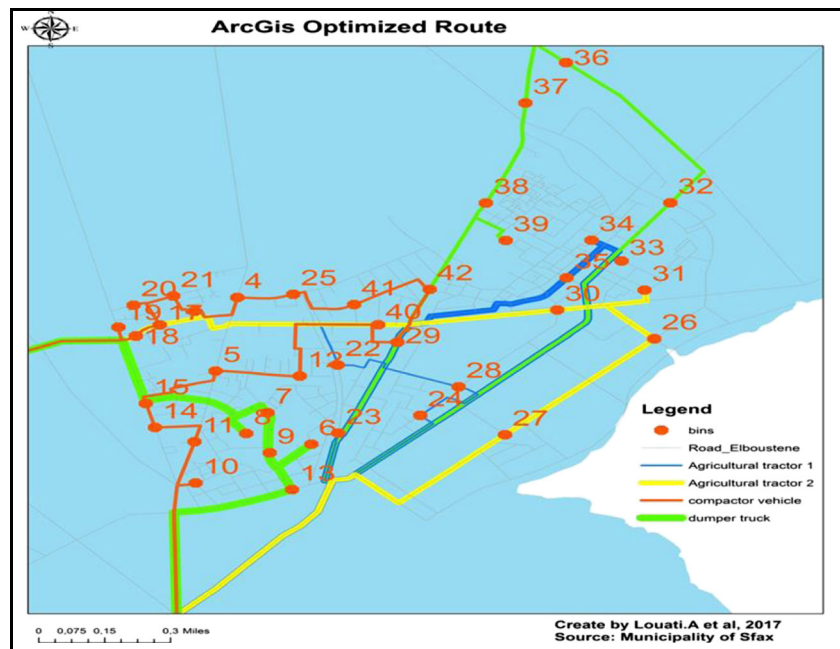 ArcGis Optimized Route
N
W E
S
36
37
38
32
39
34
33
35
31
42
30
20 21 4 25 41
19 17 40
18 29
26
5 12 22
28
15 7
24
14 11 8 6 23
27
9
10 13
Legend
bins
Road_Elboustene
Agricultural tractor 1
Agricultural tractor 2
compactor vehicle
dumper truck
Create by Louati.A et al, 2017
Source: Municipality of Sfax
0 0,075 0,15 0,3 Miles